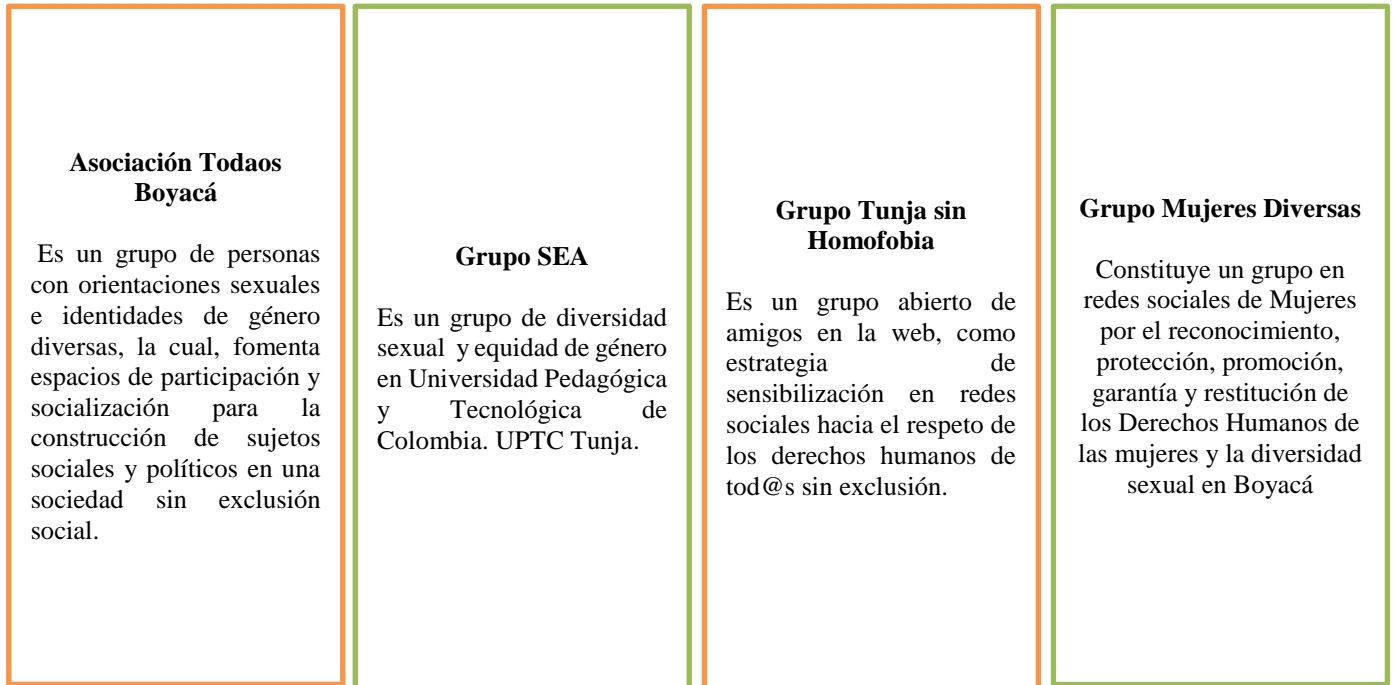 Asociación Todaos
Boyacá
Es un grupo de personas
con orientaciones sexuales
e identidades de género
diversas, la cual, fomenta
espacios de participación y
socialización para la
construcción de sujetos
sociales y políticos en una
sociedad sin exclusión
social.
Grupo SEA
Es un grupo de diversidad
sexual y equidad de género
en Universidad Pedagógica
y Tecnológica de
Colombia. UPTC Tunja.
Grupo Tunja sin
Homofobia
Es un grupo abierto de
amigos en la web, como
estrategia de
sensibilización en redes
sociales hacia el respeto de
los derechos humanos de
tod@s sin exclusión.
Grupo Mujeres Diversas
Constituye un grupo en
redes sociales de Mujeres
por el reconocimiento,
protección, promoción,
garantía y restitución de
los Derechos Humanos de
las mujeres y la diversidad
sexual en Boyacá